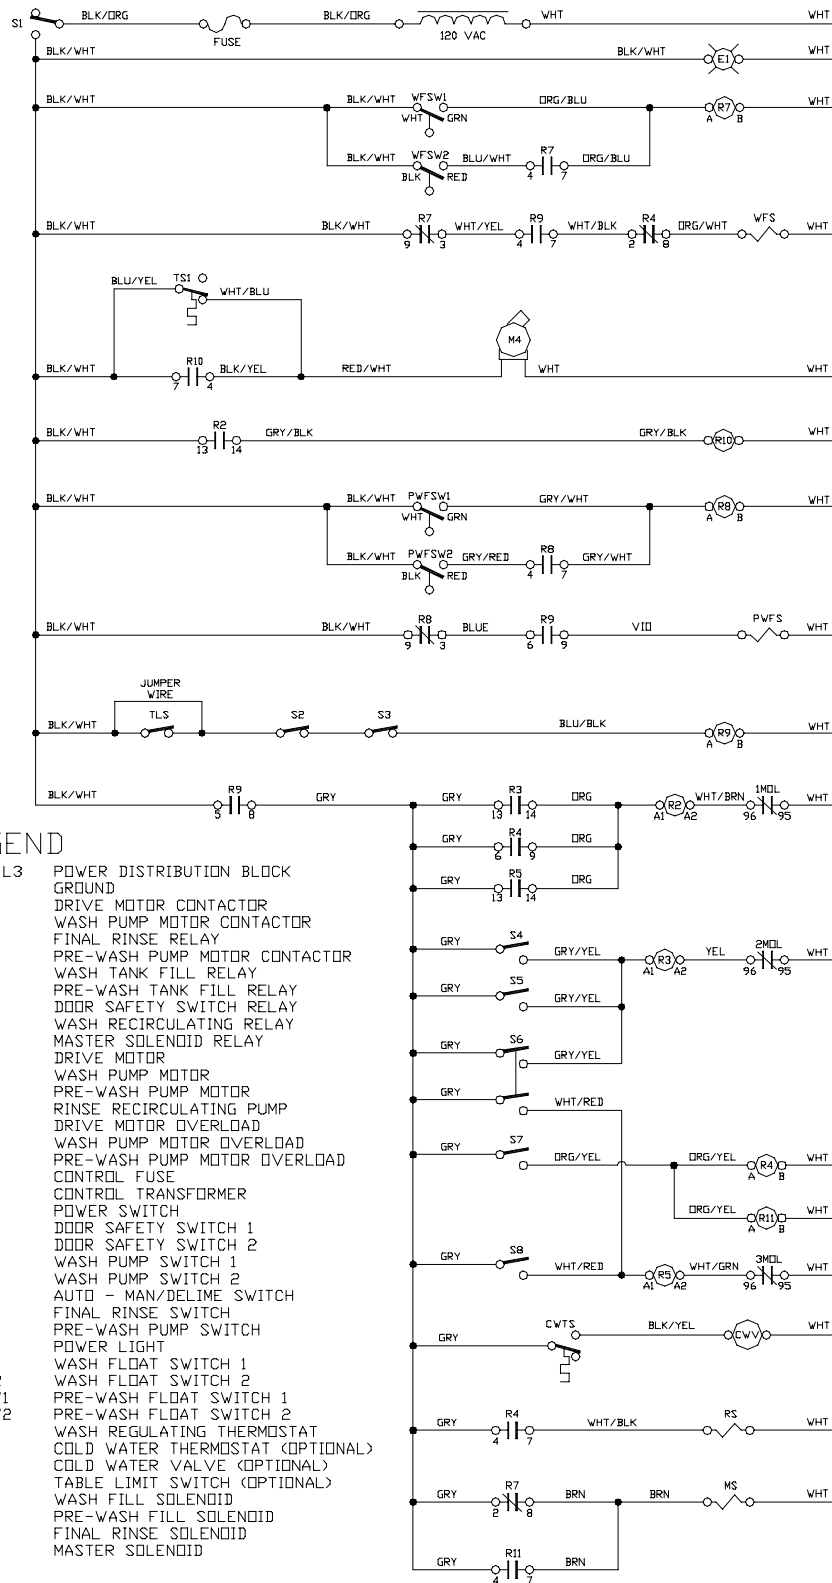 S1 BLK/ORG FUSE BLK/ORG 120 VAC WHT WHT
BLK/WHT BLK/WHT E1 WHT
BLK/WHT BLK/WHT WFSW1 WHT GRN ORG/BLU R7 A B WHT
BLK/WHT WFSW2 BLK RED BLU/WHT R7 4 7 ORG/BLU
BLK/WHT BLK/WHT R7 9 3 WHT/YEL R9 4 7 WHT/BLK R4 2 8 ORG/WHT WFS WHT
BLU/YEL TS1 WHT/BLU
M4
BLK/WHT R10 7 4 BLK/YEL RED/WHT WHT WHT
BLK/WHT R2 13 14 GRY/BLK GRY/BLK R10 WHT
BLK/WHT BLK/WHT PWFSW1 WHT GRN GRY/WHT R8 A B WHT
BLK/WHT PWFSW2 BLK RED GRY/RED R8 4 7 GRY/WHT
BLK/WHT BLK/WHT R8 9 3 BLUE R9 6 9 VIO PWFS WHT
JUMPER
WIRE
BLK/WHT TLS S2 S3 BLU/BLK R9 A B WHT
BLK/WHT R9 5 8 GRY GRY R3 13 14 ORG R2 A1 A2 WHT/BRN 1MOL 96 95 WHT
GRY R4 6 9 ORG
GRY R5 13 14 ORG
GRY S4 GRY/YEL R3 A1 A2 YEL 2MOL 96 95 WHT
GRY S5 GRY/YEL
GRY S6 GRY/YEL
GRY WHT/RED
GRY S7 ORG/YEL ORG/YEL R4 A B WHT
ORG/YEL R11 A B WHT
GRY S8 WHT/RED R5 A1 A2 WHT/GRN 3MOL 96 95 WHT
GRY CWTS BLK/YEL CWV WHT
GRY R4 4 7 WHT/BLK RS WHT
GRY R7 2 8 BRN BRN MS WHT
GRY R11 4 7 BRN
GEND
L3 POWER DISTRIBUTION BLOCK
GROUND
DRIVE MOTOR CONTACTOR
WASH PUMP MOTOR CONTACTOR
FINAL RINSE RELAY
PRE-WASH PUMP MOTOR CONTACTOR
WASH TANK FILL RELAY
PRE-WASH TANK FILL RELAY
DOOR SAFETY SWITCH RELAY
WASH RECIRCULATING RELAY
MASTER SOLENOID RELAY
DRIVE MOTOR
WASH PUMP MOTOR
PRE-WASH PUMP MOTOR
RINSE RECIRCULATING PUMP
DRIVE MOTOR OVERLOAD
WASH PUMP MOTOR OVERLOAD
PRE-WASH PUMP MOTOR OVERLOAD
CONTROL FUSE
CONTROL TRANSFORMER
POWER SWITCH
DOOR SAFETY SWITCH 1
DOOR SAFETY SWITCH 2
WASH PUMP SWITCH 1
WASH PUMP SWITCH 2
AUTO - MAN/DELIME SWITCH
FINAL RINSE SWITCH
PRE-WASH PUMP SWITCH
POWER LIGHT
WASH FLOAT SWITCH 1
2 WASH FLOAT SWITCH 2
1 PRE-WASH FLOAT SWITCH 1
2 PRE-WASH FLOAT SWITCH 2
WASH REGULATING THERMOSTAT
COLD WATER THERMOSTAT (OPTIONAL)
COLD WATER VALVE (OPTIONAL)
TABLE LIMIT SWITCH (OPTIONAL)
WASH FILL SOLENOID
PRE-WASH FILL SOLENOID
FINAL RINSE SOLENOID
MASTER SOLENOID